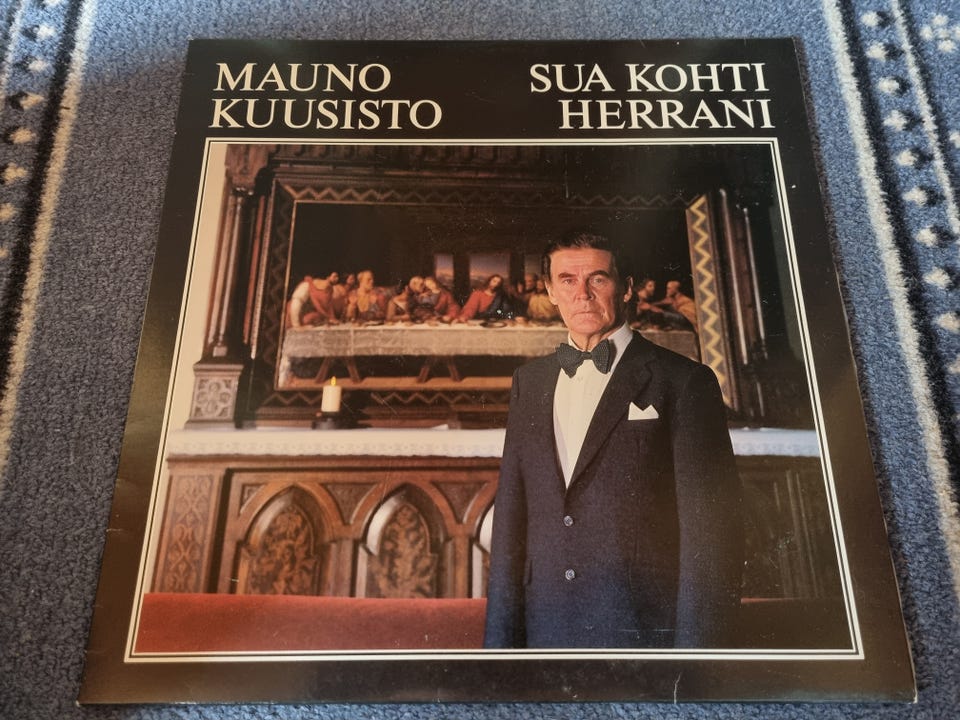 MAUNO
KUUSISTO
SUA KOHTI
HERRANI